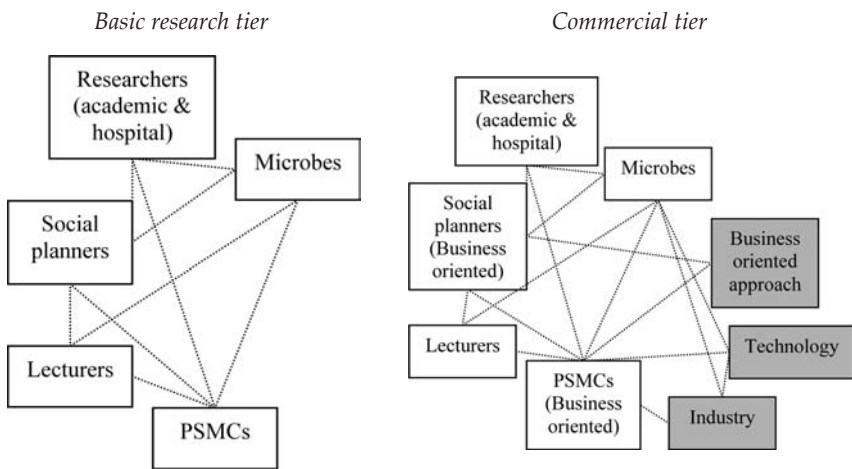 Basic research tier
Researchers
(academic &
hospital)
Microbes
Social
planners
Lecturers
PSMCs
Commercial tier
Researchers
(academic &
hospital)
Microbes
Social
planners
(Business
oriented)
Business
oriented
approach
Lecturers
Technology
PSMCs
(Business
oriented)
Industry